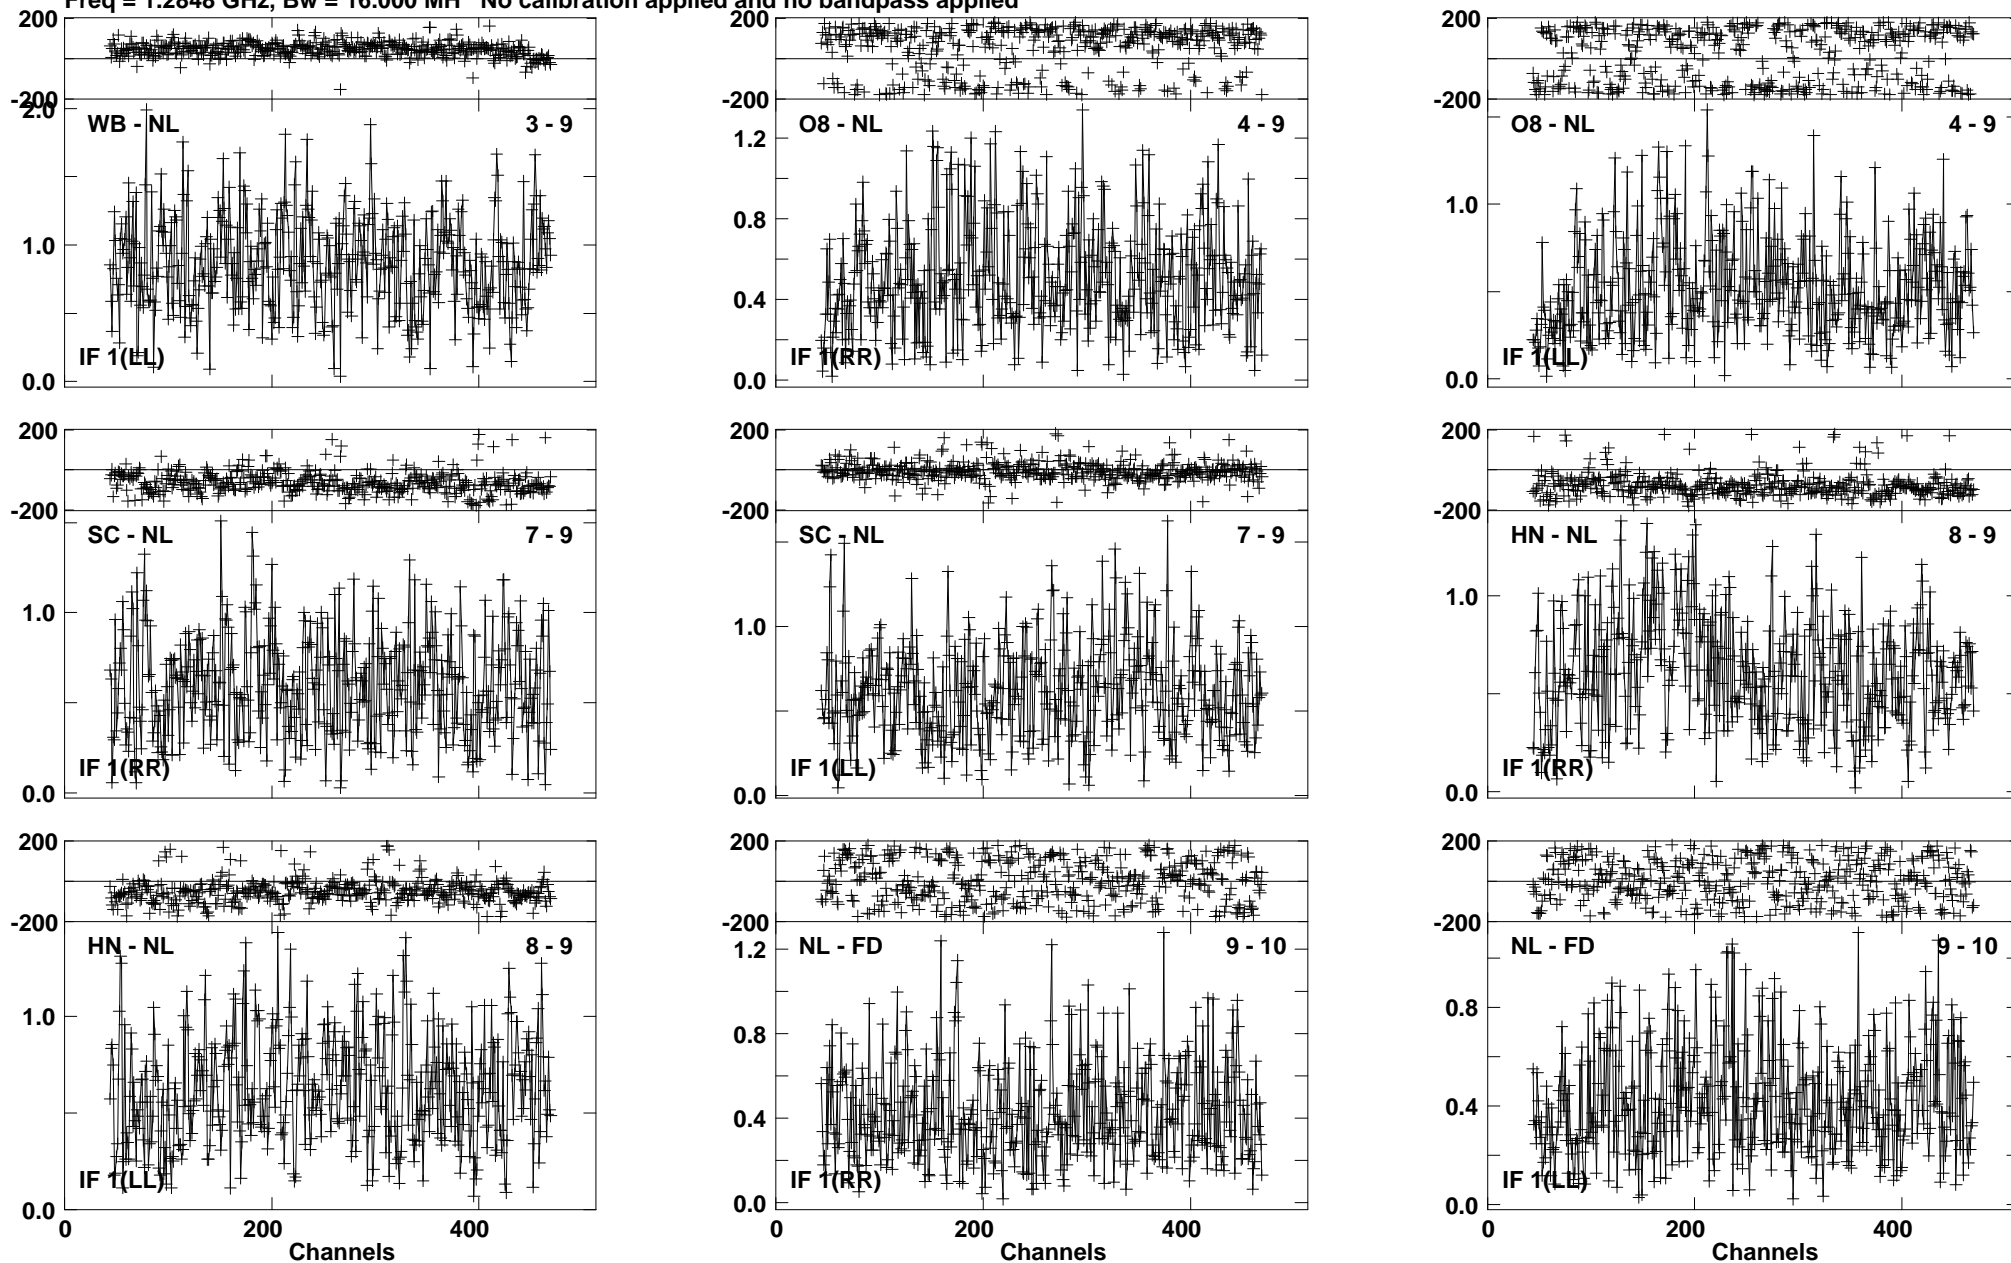 Freq = 1.2848 GHz, Bw = 16.000 MH No calibration applied and no bandpass applied
200
-200
2.0
1.0
0.0
WB - NL 3 - 9
IF 1(LL)
200
-200
1.2
0.8
0.4
0.0
O8 - NL 4 - 9
IF 1(RR)
200
-200
1.0
0.0
O8 - NL 4 - 9
IF 1(LL)
200
-200
1.0
0.0
SC - NL 7 - 9
IF 1(RR)
200
-200
1.0
0.0
SC - NL 7 - 9
IF 1(LL)
200
-200
1.0
0.0
HN - NL 8 - 9
IF 1(RR)
200
-200
1.0
0.0
HN - NL 8 - 9
IF 1(LL)
0 200 400
Channels
200
-200
1.2
0.8
0.4
0.0
NL - FD 9 - 10
IF 1(RR)
200 400
200
-200
0.8
0.4
0.0
NL - FD 9 - 10
IF 1(LL)
0 200 400
Channels